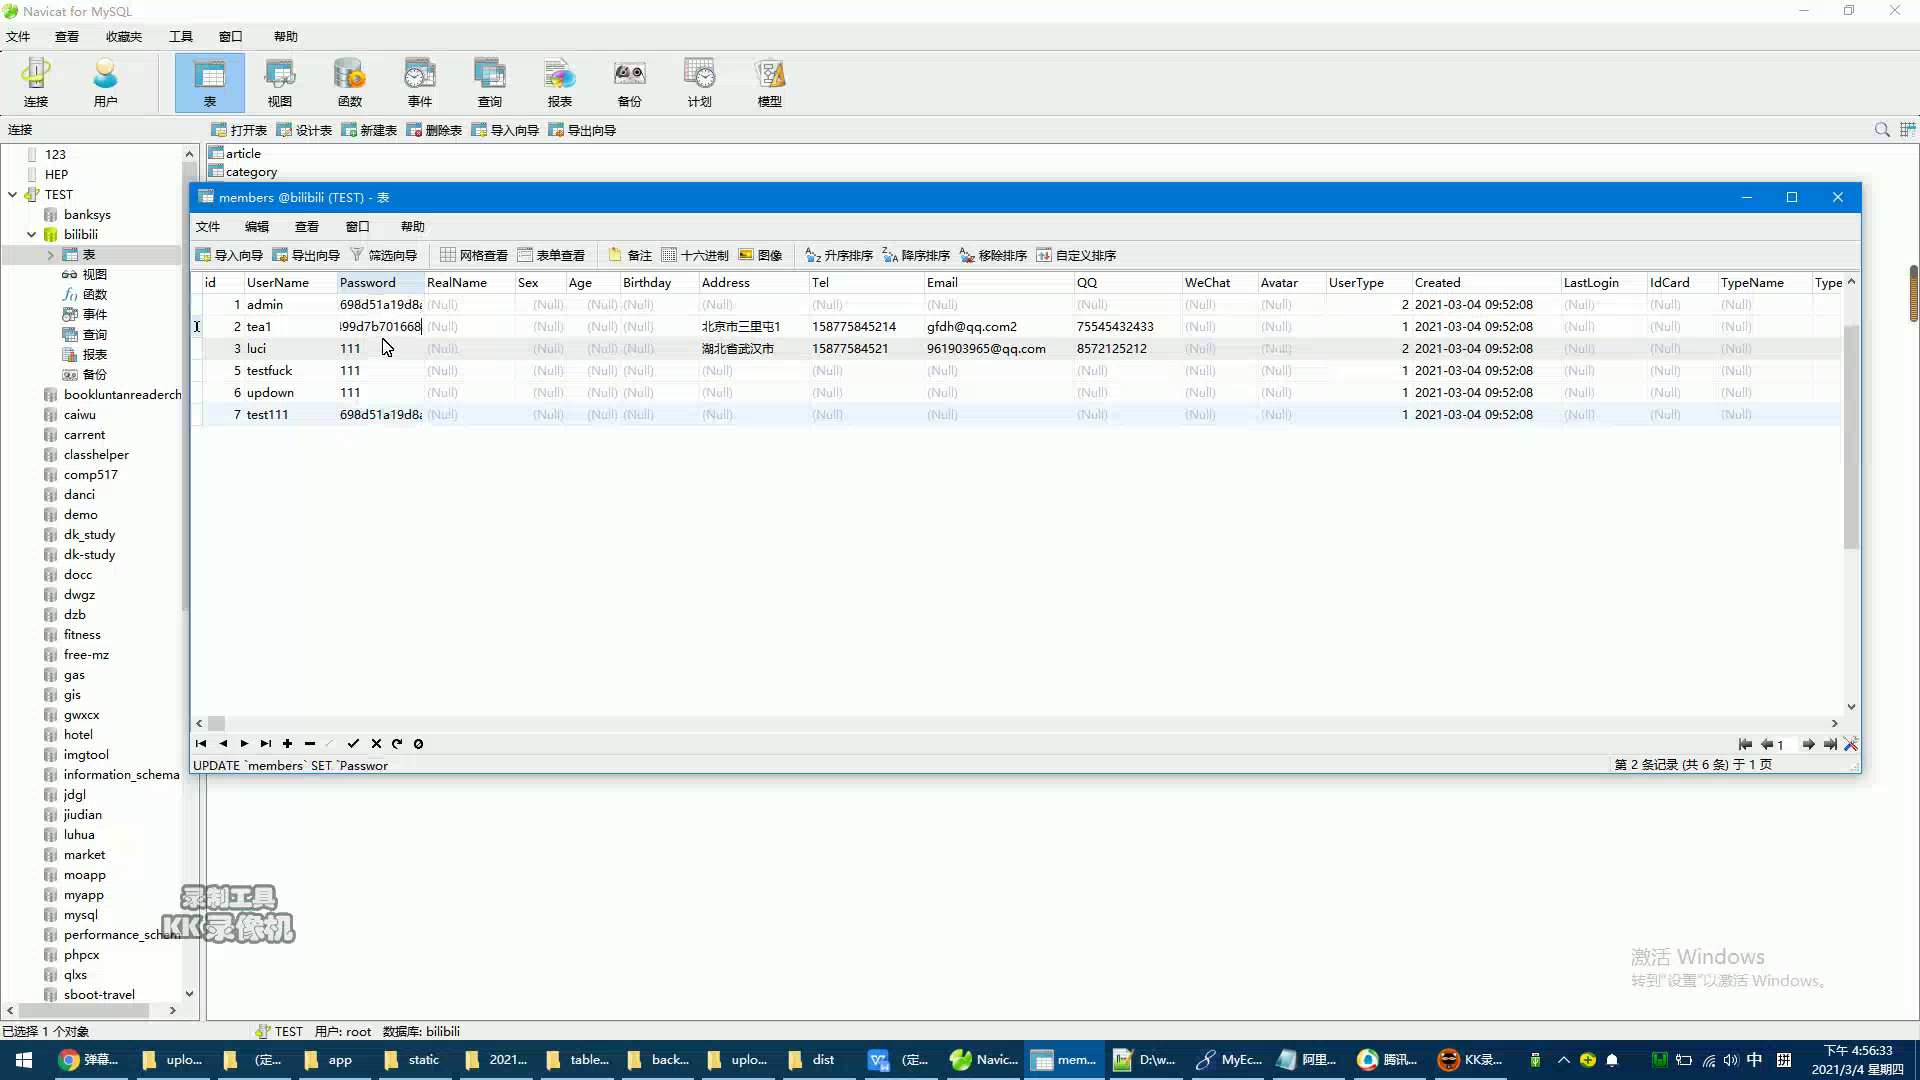 Navicat for MySQL
文件 查看 收藏夹 工具 窗口 帮助
连接 用户 表 视图 函数 事件 查询 报表 备份 计划 模型
连接 打开表 设计表 新建表 删除表 导入向导 导出向导
123
HEP
TEST
banksys
bilibili
表
视图
函数
事件
查询
报表
备份
bookluntanreaderch
caiwu
carrent
classhelper
comp517
danci
demo
dk_study
dk-study
docc
dwgz
dzb
fitness
free-mz
gas
gis
gwxcx
hotel
imgtool
information_schema
jdgl
jiudian
luhua
market
moapp
myapp
mysql
performance_schem
phpcx
qlxs
sboot-travel
article
category
members @bilibili (TEST) - 表
文件 编辑 查看 窗口 帮助
导入向导 导出向导 筛选向导 网格查看 表单查看 备注 十六进制 图像 升序排序 降序排序 移除排序 自定义排序
id UserName Password RealName Sex Age Birthday Address Tel Email QQ WeChat Avatar UserType Created LastLogin IdCard TypeName Type
1 admin 698d51a19d8a (Null) (Null) (Null) (Null) (Null) (Null) (Null) (Null) (Null) (Null) 2 2021-03-04 09:52:08 (Null) (Null) (Null)
2 tea1 499d7b701668 (Null) (Null) (Null) (Null) 北京市三里屯1 158775845214 gfdh@qq.com2 75545432433 (Null) (Null) 1 2021-03-04 09:52:08 (Null) (Null) (Null)
3 luci 111 (Null) (Null) (Null) (Null) 湖北省武汉市 15877584521 961903965@qq.com 8572125212 (Null) (Null) 2 2021-03-04 09:52:08 (Null) (Null) (Null)
5 testfuck 111 (Null) (Null) (Null) (Null) (Null) (Null) (Null) (Null) (Null) (Null) 1 2021-03-04 09:52:08 (Null) (Null) (Null)
6 updown 111 (Null) (Null) (Null) (Null) (Null) (Null) (Null) (Null) (Null) (Null) 1 2021-03-04 09:52:08 (Null) (Null) (Null)
7 test111 698d51a19d8a (Null) (Null) (Null) (Null) (Null) (Null) (Null) (Null) (Null) (Null) 1 2021-03-04 09:52:08 (Null) (Null) (Null)
1
UPDATE `members` SET `Passwor 第 2 条记录 (共 6 条) 于 1 页
录制工具
KK录像机
激活 Windows
转到"设置"以激活 Windows。
已选择 1 个对象 TEST 用户: root 数据库: bilibili
弹幕... uplo... (定... app static 2021... table... back... uplo... dist (定... Navic... mem... D:\w... MyEc... 阿里... 腾讯... KK录... 中 拼 下午 4:56:33
2021/3/4 星期四